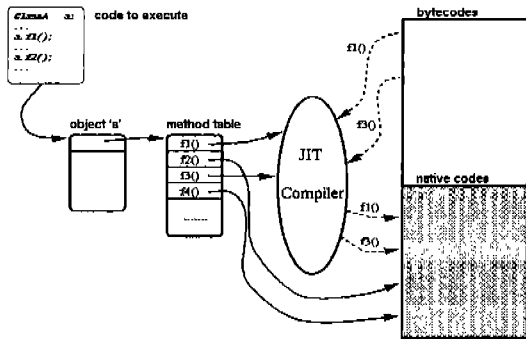 code to execute
ClassA a;
...
a.f1();
...
a.f2();
...
bytecodes
f1()
f3()
object 'a'
method table
f1()
f2()
f3()
f4()
.......
JIT
Compiler
native codes
f1()
f3()